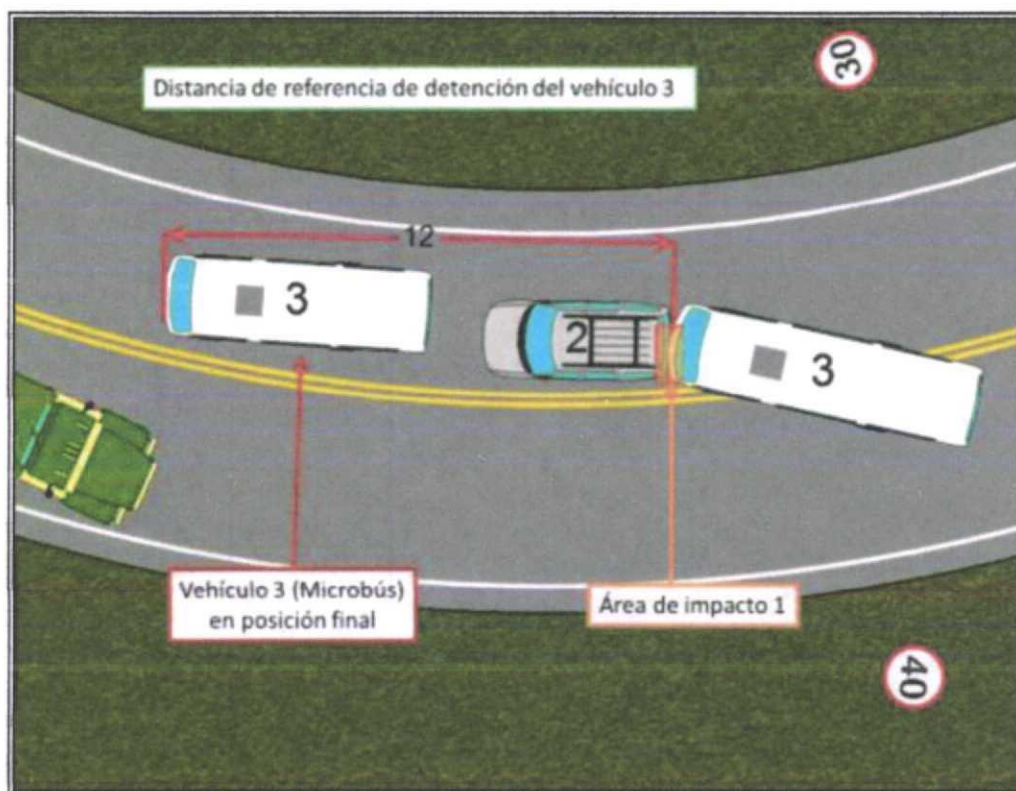 30
Distancia de referencia de detención del vehículo 3
12
3
2
3
Vehículo 3 (Microbús)
en posición final
Área de impacto 1
40